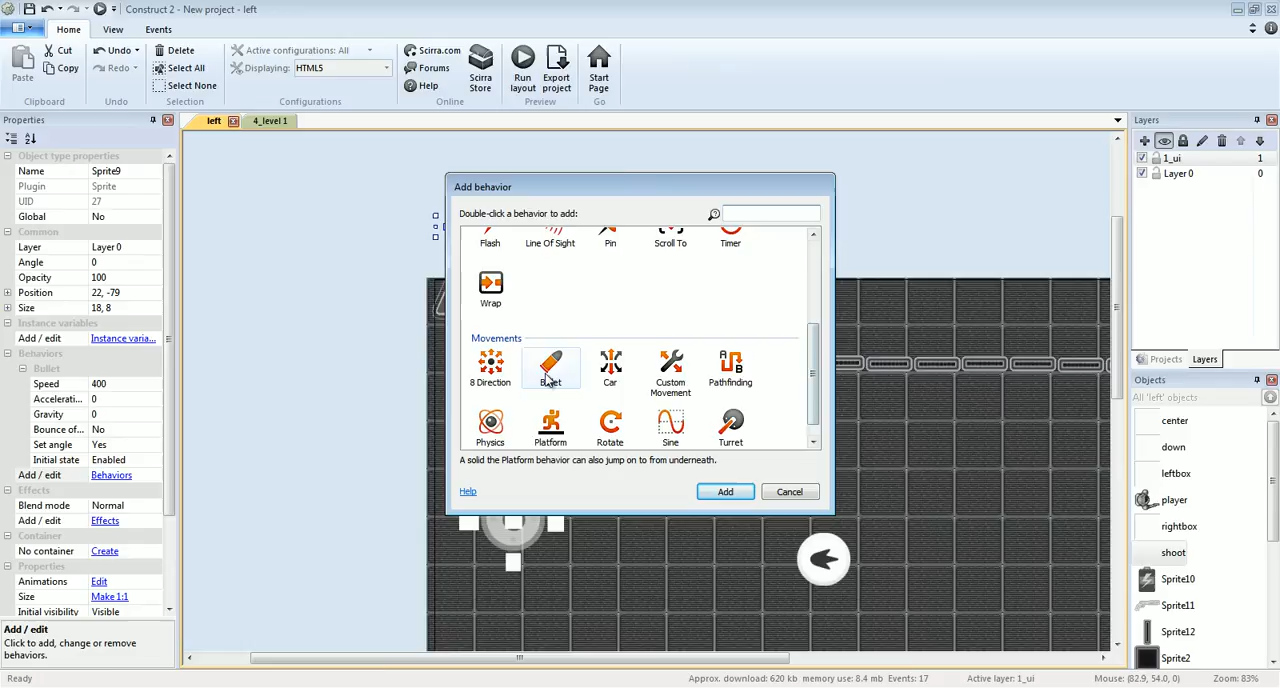 Construct 2 - New project - left
Home View Events
Paste
Cut
Copy
Clipboard
Undo
Redo
Undo
Delete
Select All
Select None
Selection
Active configurations: All
Displaying: HTML5
Configurations
Scirra.com
Forums
Help
Scirra Store
Online
Run layout
Export project
Preview
Start Page
Go
Properties
left
4_level 1
Object type properties
Name Sprite9
Plugin Sprite
UID 27
Global No
Common
Layer Layer 0
Angle 0
Opacity 100
Position 22, -79
Size 18, 8
Instance variables
Add / edit Instance varia...
Behaviors
Bullet
Speed 400
Accelerati... 0
Gravity 0
Bounce of... No
Set angle Yes
Initial state Enabled
Add / edit Behaviors
Effects
Blend mode Normal
Add / edit Effects
Container
No container Create
Properties
Animations Edit
Size Make 1:1
Initial visibility Visible
Add / edit
Click to add, change or remove
behaviors.
Add behavior
Double-click a behavior to add:
Flash Line Of Sight Pin Scroll To Timer
Wrap
Movements
8 Direction Bullet Car Custom Movement Pathfinding
Physics Platform Rotate Sine Turret
A solid the Platform behavior can also jump on to from underneath.
Help
Add
Cancel
Layers
1_ui 1
Layer 0 0
Projects Layers
Objects
All 'left' objects
center
down
leftbox
player
rightbox
shoot
Sprite10
Sprite11
Sprite12
Sprite2
Ready
Approx. download: 620 kb memory use: 8.4 mb Events: 17 Active layer: 1_ui Mouse: (82.9, 54.0, 0) Zoom: 83%